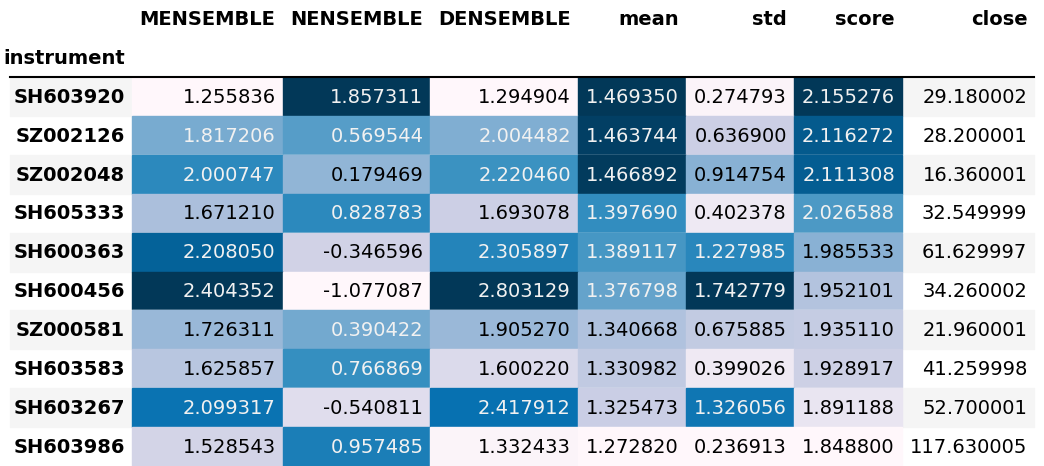 MENSEMBLE NENSEMBLE DENSEMBLE mean std score close
instrument
SH603920 1.255836 1.857311 1.294904 1.469350 0.274793 2.155276 29.180002
SZ002126 1.817206 0.569544 2.004482 1.463744 0.636900 2.116272 28.200001
SZ002048 2.000747 0.179469 2.220460 1.466892 0.914754 2.111308 16.360001
SH605333 1.671210 0.828783 1.693078 1.397690 0.402378 2.026588 32.549999
SH600363 2.208050 -0.346596 2.305897 1.389117 1.227985 1.985533 61.629997
SH600456 2.404352 -1.077087 2.803129 1.376798 1.742779 1.952101 34.260002
SZ000581 1.726311 0.390422 1.905270 1.340668 0.675885 1.935110 21.960001
SH603583 1.625857 0.766869 1.600220 1.330982 0.399026 1.928917 41.259998
SH603267 2.099317 -0.540811 2.417912 1.325473 1.326056 1.891188 52.700001
SH603986 1.528543 0.957485 1.332433 1.272820 0.236913 1.848800 117.630005